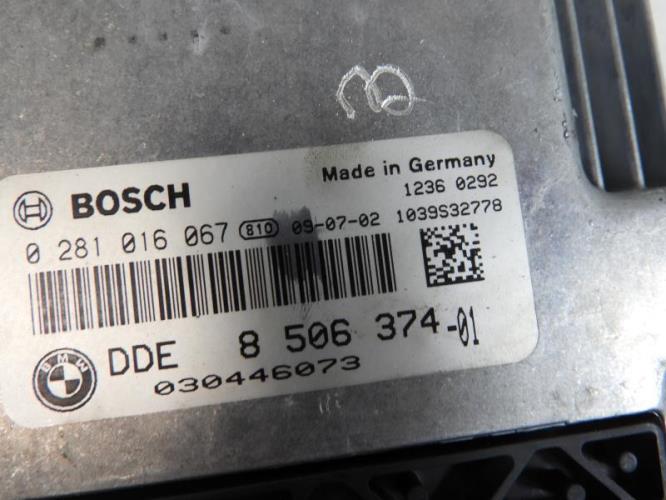 Made in Germany
BOSCH
1236 0292
0 281 016 067 810 09-07-02 1039S32778
BMW
DDE 8 506 374-01
030446073